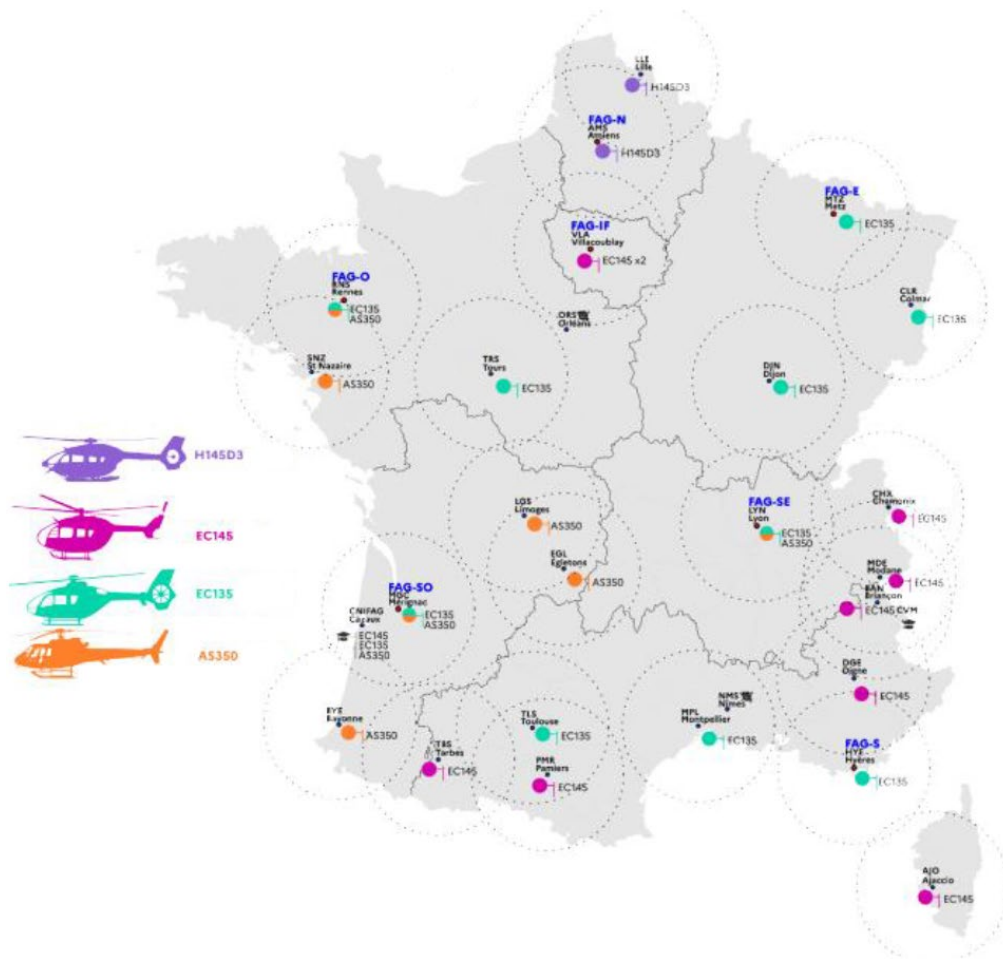 LLE
Lille
H145D3
FAG-N
AMS
Amiens
H145D3
FAG-E
MTZ
Metz
EC135
FAG-IF
VLA
Villacoublay
EC145 x2
FAG-O
RNS
Rennes
EC135
AS350
CLR
Colmar
EC135
ORS
Orléans
SNZ
St Nazaire
AS350
TRS
Tours
EC135
DJN
Dijon
EC135
H145D3
EC145
EC135
AS350
LGS
Limoges
AS350
EGL
Egletons
AS350
FAG-SE
LYN
Lyon
EC135
AS350
CHX
Chamonix
EC145
MDE
Modane
EC145
Briançon
EC145
CVM
FAG-SO
Mérignac
EC135
AS350
CNIFAG
Cazaux
EC145
EC135
AS350
DGE
Digne
EC145
Bayonne
AS350
TBS
Tarbes
EC145
TLS
Toulouse
EC135
PMR
Pamiers
EC145
MPL
Montpellier
EC135
NMS
Nîmes
FAG-S
HYE
Hyères
EC135
AJO
Ajaccio
EC145